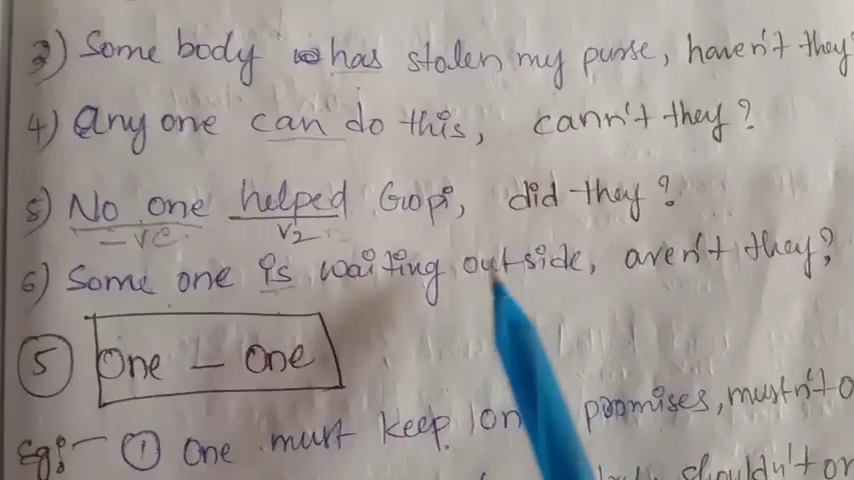 3) Some body has stolen my purse, haven't they?
4) Any one can do this, cann't they?
5) No one helped Gopi, did they?
-ve V2
6) Some one is waiting outside, aren't they?
5 One - One
Eg:- 1 One must keep promises, mustn't
shouldn't